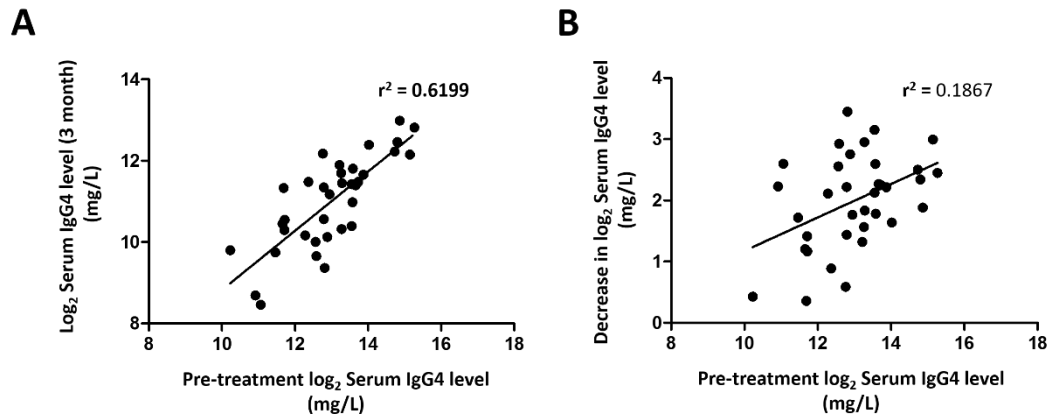 A
Log₂ Serum IgG4 level (3 month)
(mg/L)
14
12
10
8
r² = 0.6199
8 10 12 14 16 18
Pre-treatment log₂ Serum IgG4 level
(mg/L)
B
Decrease in log₂ Serum IgG4 level
(mg/L)
4
3
2
1
0
r² = 0.1867
8 10 12 14 16 18
Pre-treatment log₂ Serum IgG4 level
(mg/L)